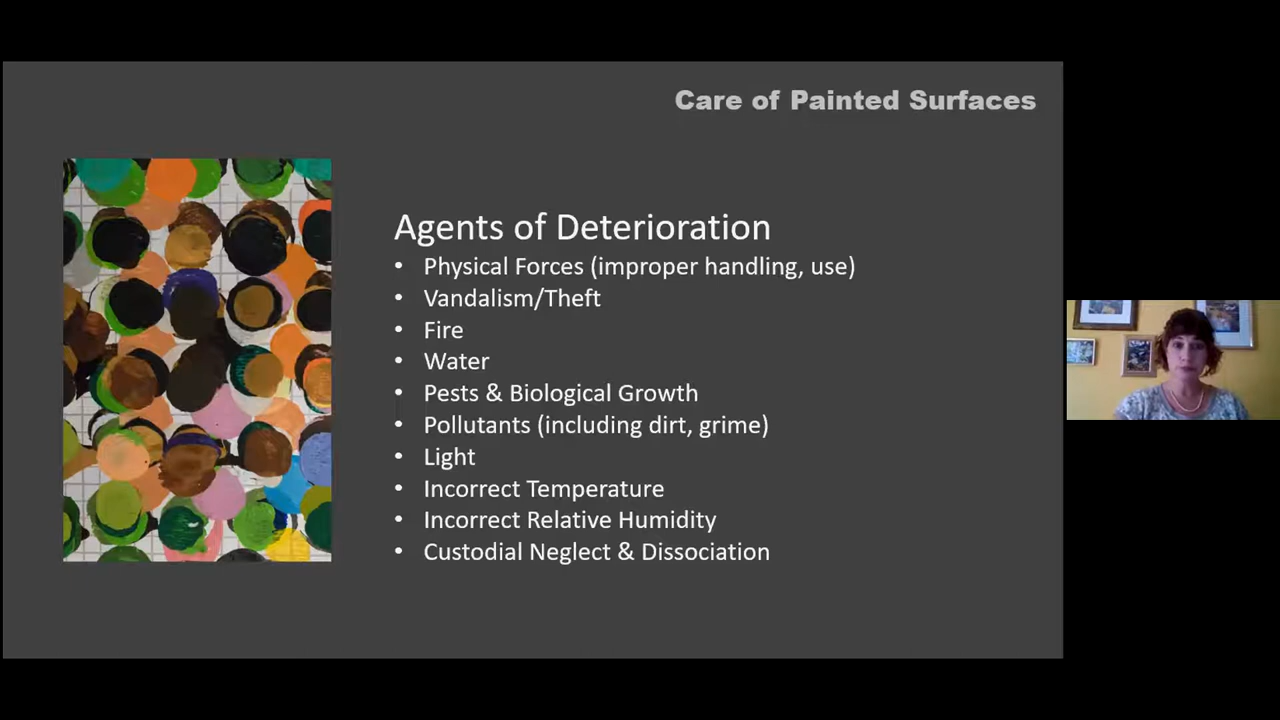 Care of Painted Surfaces
Agents of Deterioration
• Physical Forces (improper handling, use)
• Vandalism/Theft
• Fire
• Water
• Pests & Biological Growth
• Pollutants (including dirt, grime)
• Light
• Incorrect Temperature
• Incorrect Relative Humidity
• Custodial Neglect & Dissociation